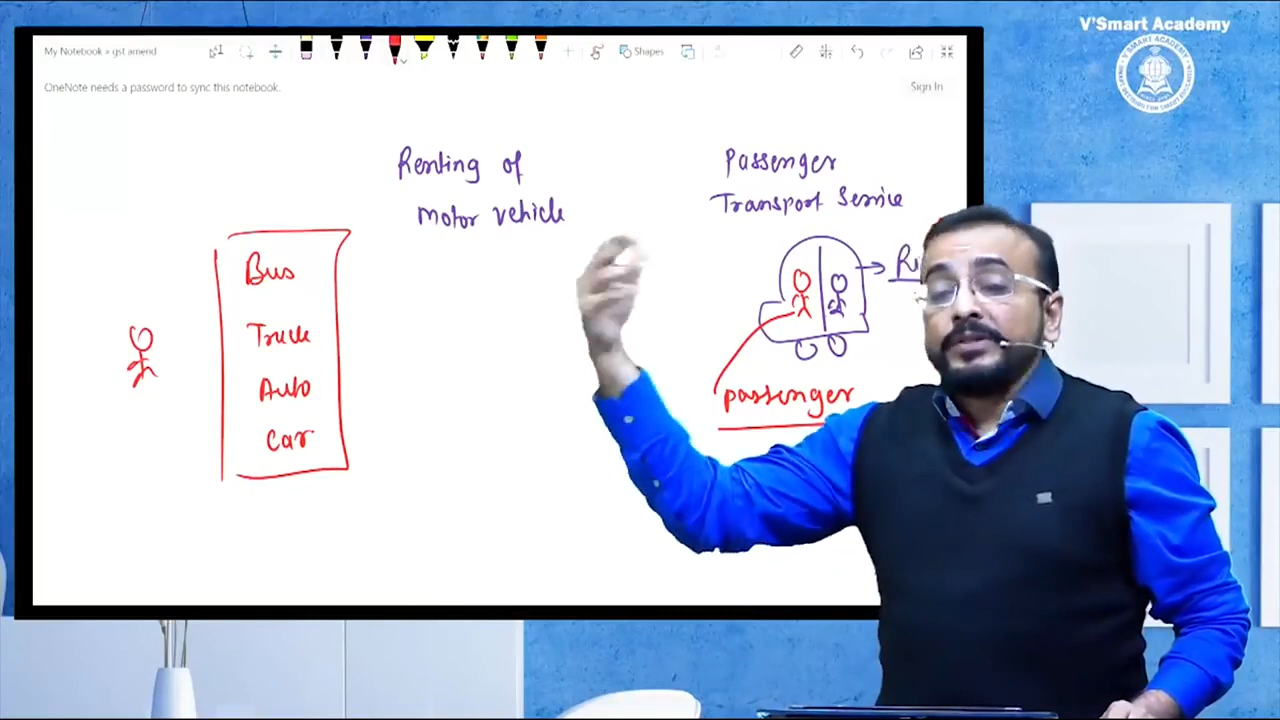 V'Smart Academy
My Notebook » gst amend
Shapes
OneNote needs a password to sync this notebook.
Sign In
Renting of
motor vehicle
Passenger
Transport Service
Bus
Truck
Auto
Car
passenger